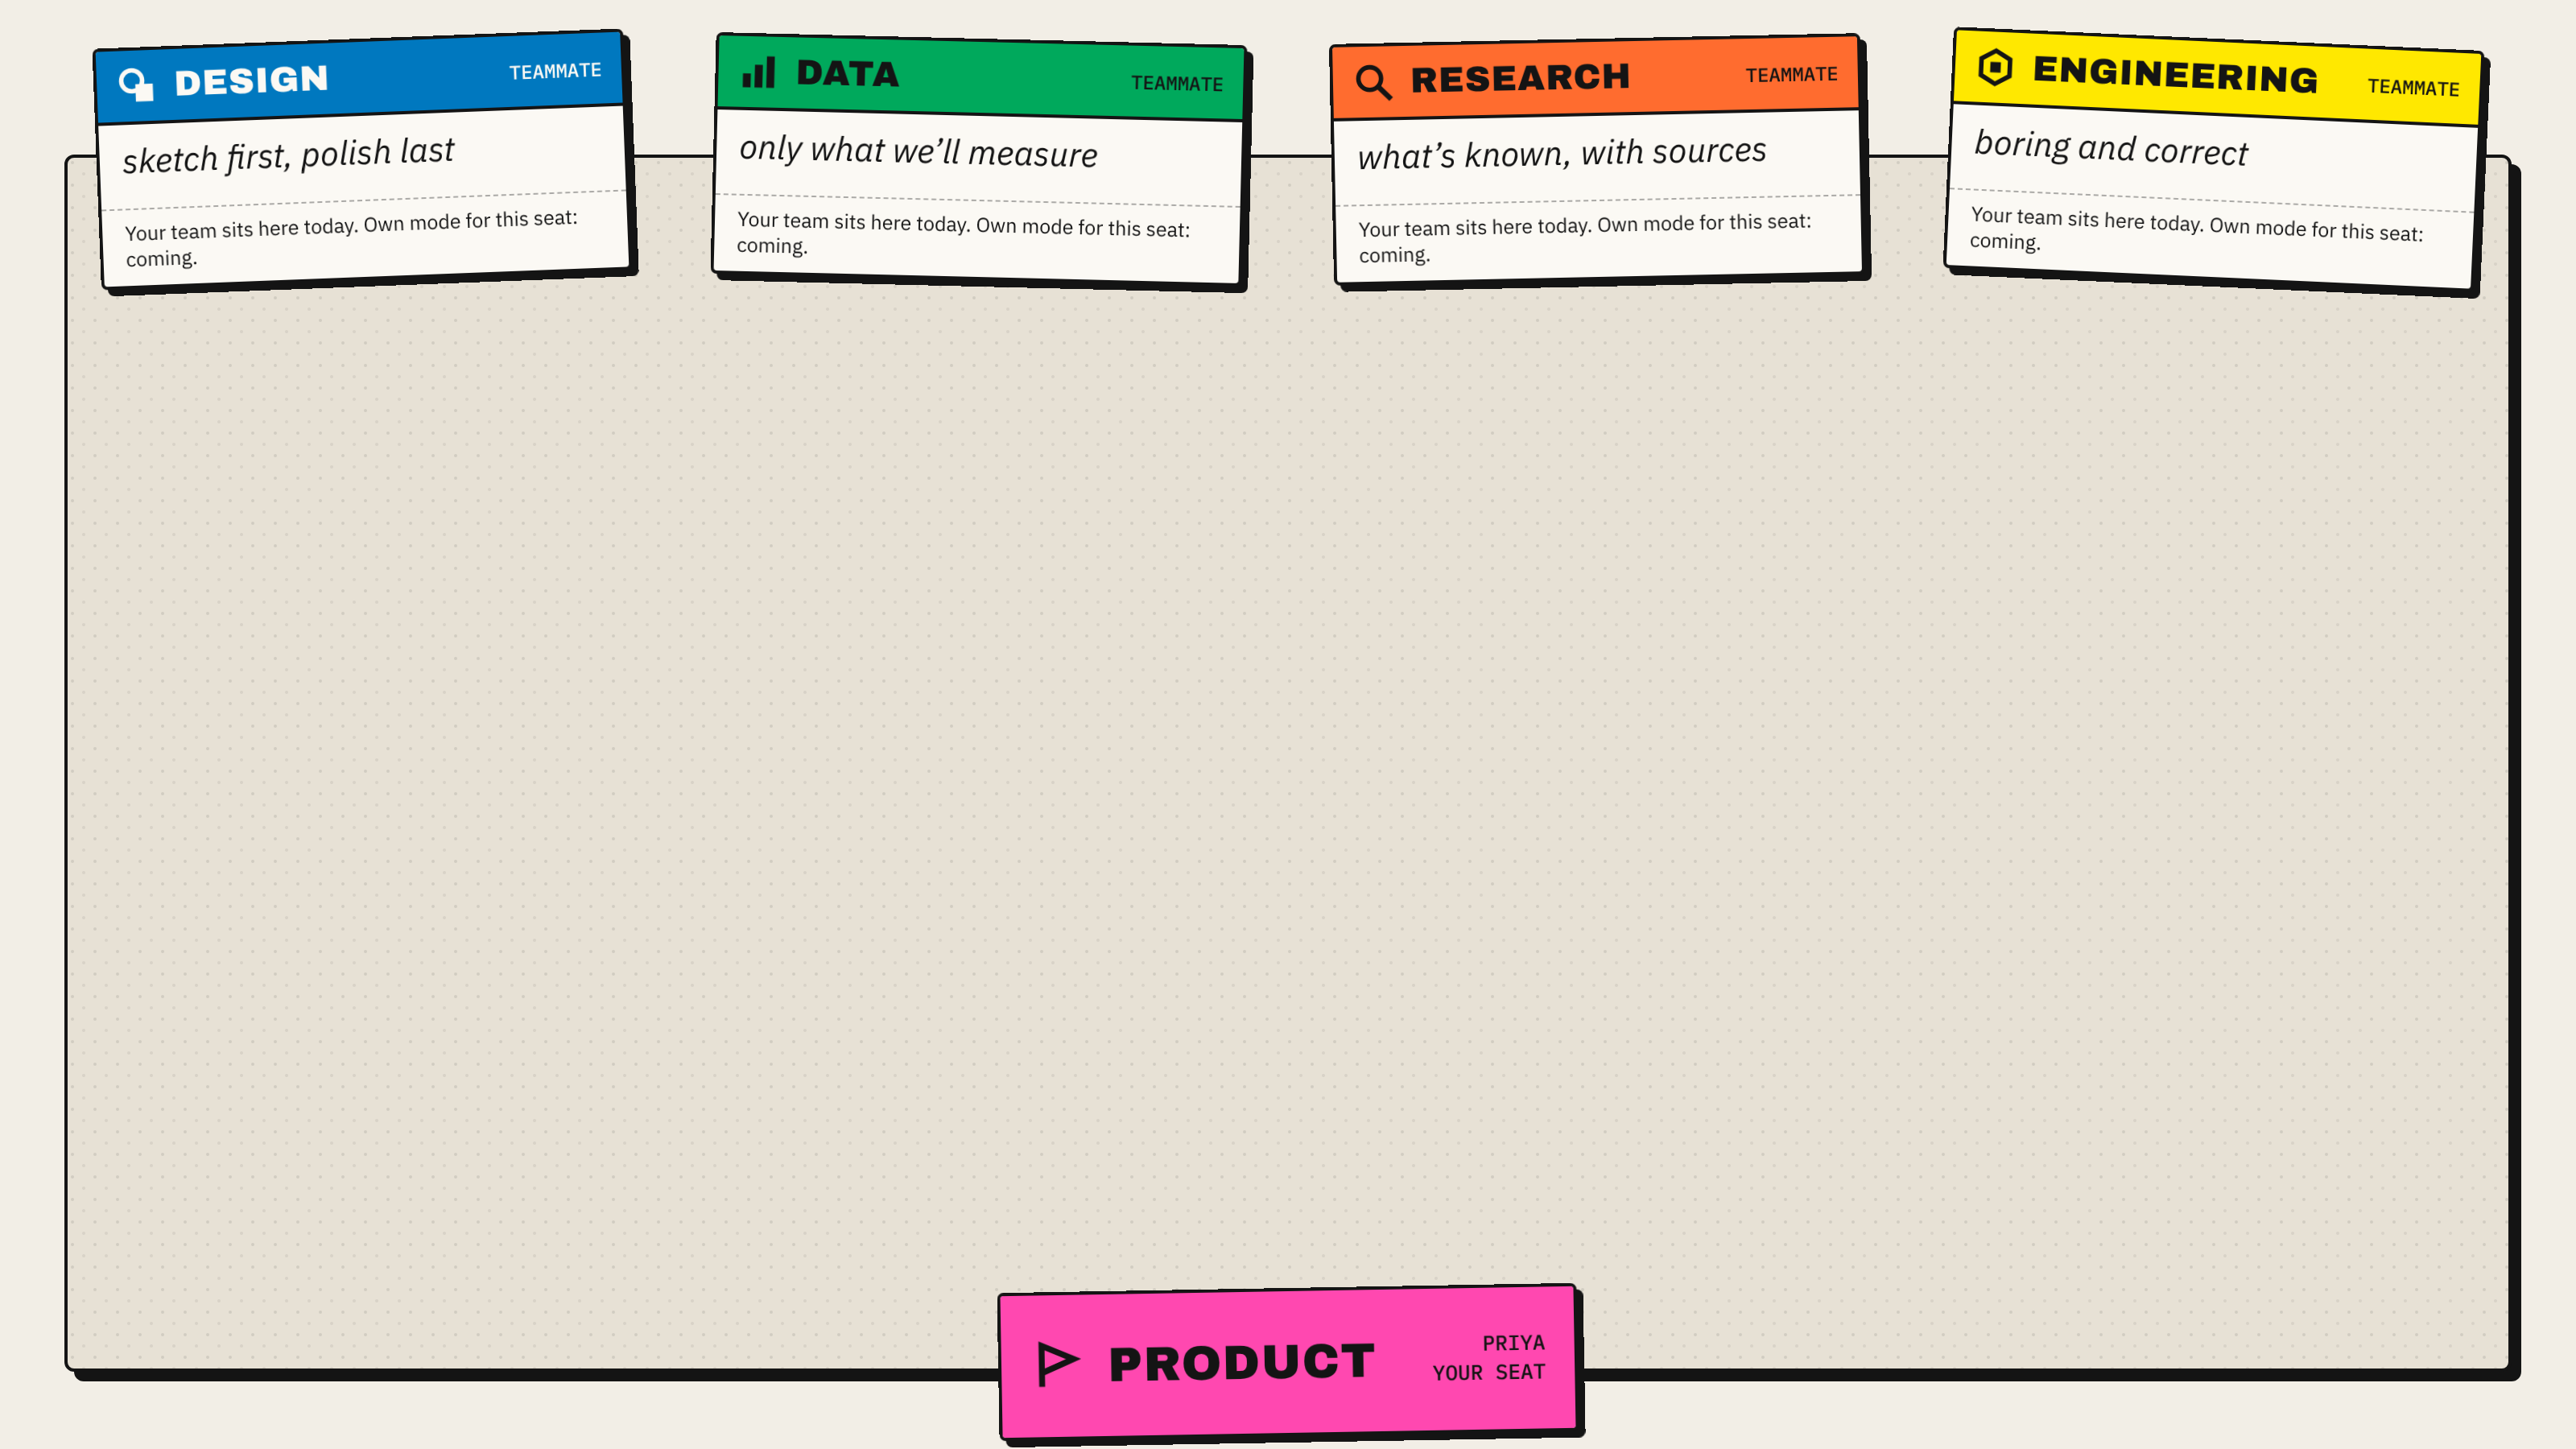 DESIGN
TEAMMATE
sketch first, polish last
Your team sits here today. Own mode for this seat:
coming.
DATA
TEAMMATE
only what we’ll measure
Your team sits here today. Own mode for this seat:
coming.
RESEARCH
TEAMMATE
what’s known, with sources
Your team sits here today. Own mode for this seat:
coming.
ENGINEERING
TEAMMATE
boring and correct
Your team sits here today. Own mode for this seat:
coming.
PRODUCT
PRIYA
YOUR SEAT